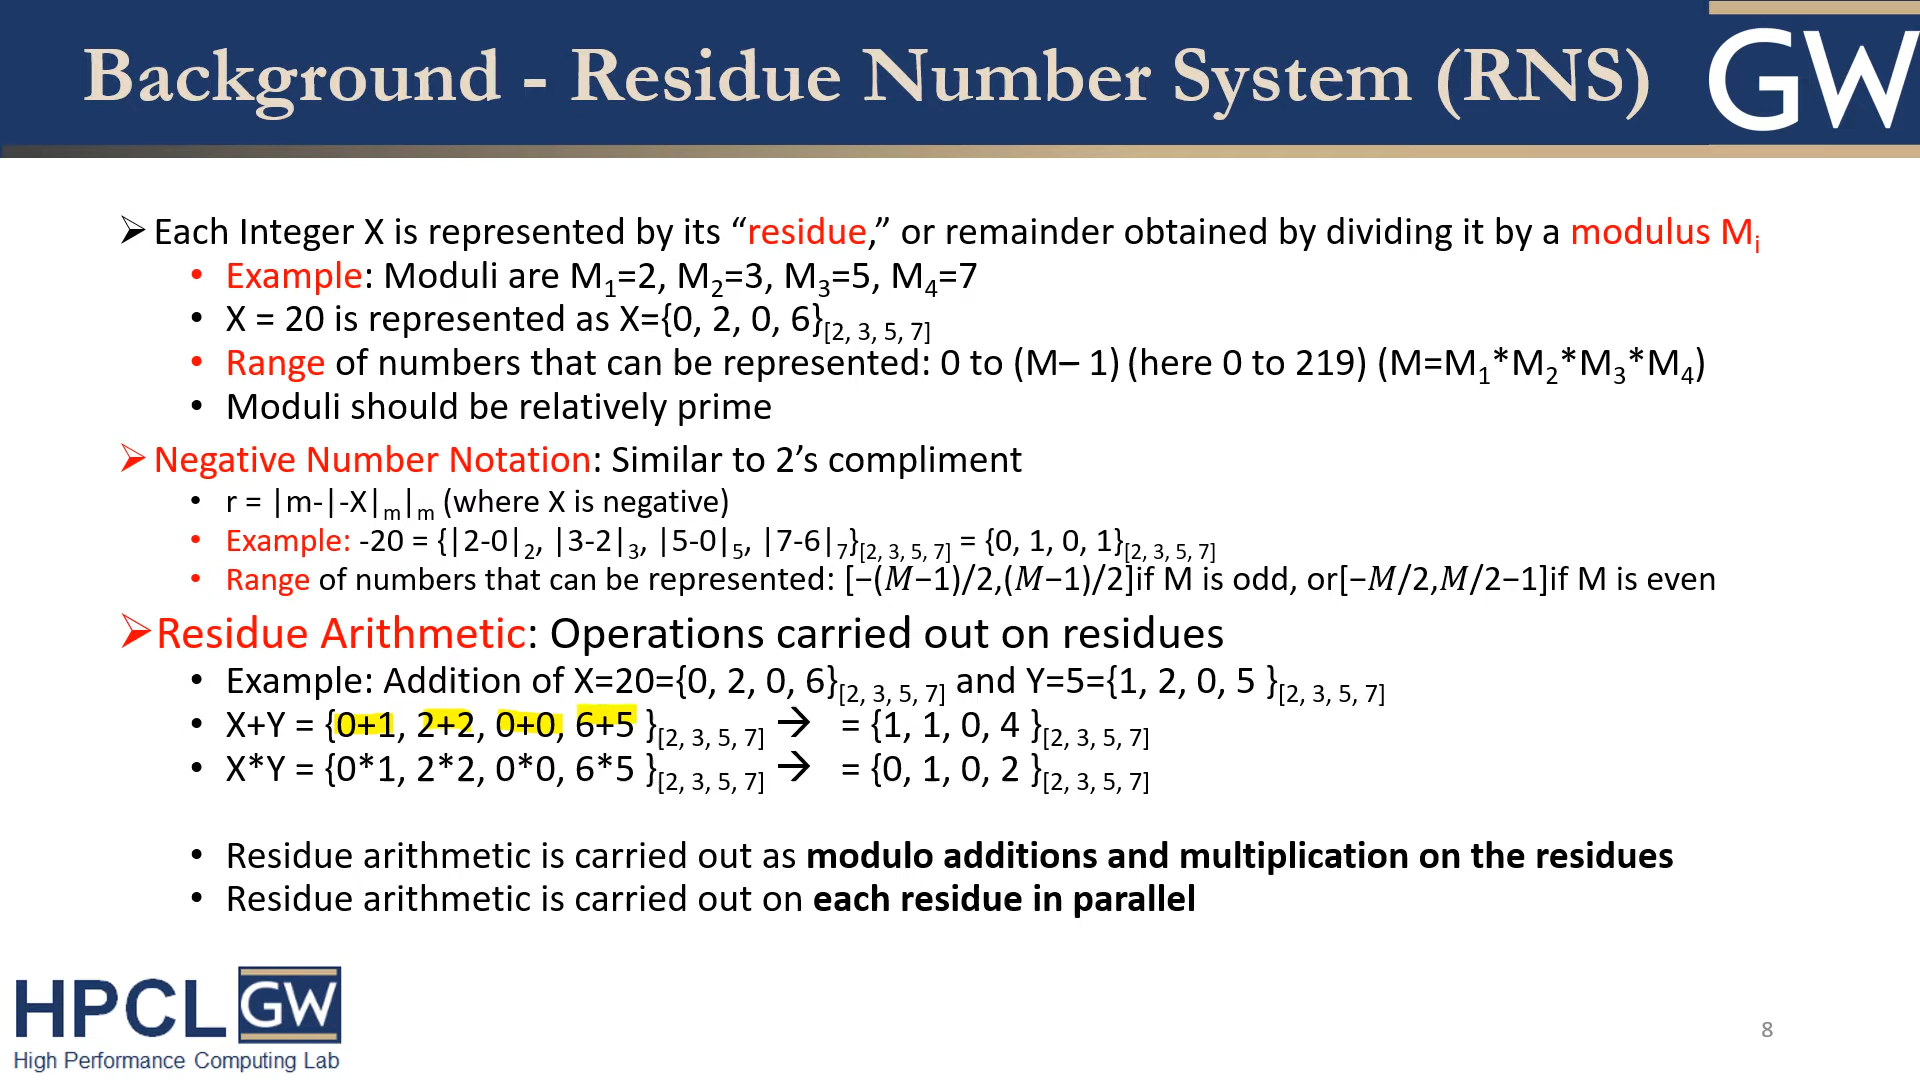 Background - Residue Number System (RNS)
GW
➢ Each Integer X is represented by its “residue,” or remainder obtained by dividing it by a modulus Mi
• Example: Moduli are M1=2, M2=3, M3=5, M4=7
• X = 20 is represented as X={0, 2, 0, 6}[2, 3, 5, 7]
• Range of numbers that can be represented: 0 to (M– 1) (here 0 to 219) (M=M1*M2*M3*M4)
• Moduli should be relatively prime
➢ Negative Number Notation: Similar to 2’s compliment
• r = |m-|-X|m|m (where X is negative)
• Example: -20 = {|2-0|2, |3-2|3, |5-0|5, |7-6|7}[2, 3, 5, 7] = {0, 1, 0, 1}[2, 3, 5, 7]
• Range of numbers that can be represented: [−(M−1)/2,(M−1)/2]if M is odd, or[−M/2,M/2−1]if M is even
➢ Residue Arithmetic: Operations carried out on residues
• Example: Addition of X=20={0, 2, 0, 6}[2, 3, 5, 7] and Y=5={1, 2, 0, 5 }[2, 3, 5, 7]
• X+Y = {0+1, 2+2, 0+0, 6+5 }[2, 3, 5, 7] → = {1, 1, 0, 4 }[2, 3, 5, 7]
• X*Y = {0*1, 2*2, 0*0, 6*5 }[2, 3, 5, 7] → = {0, 1, 0, 2 }[2, 3, 5, 7]
• Residue arithmetic is carried out as modulo additions and multiplication on the residues
• Residue arithmetic is carried out on each residue in parallel
HPCL GW
High Performance Computing Lab
8